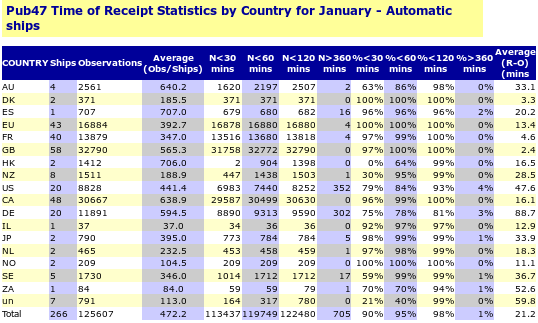 Pub47 Time of Receipt Statistics by Country for January - Automatic
ships
COUNTRY Ships Observations Average (Obs/Ships) N<30 mins N<60 mins N<120 mins N>360 mins %<30 mins %<60 mins %<120 mins %>360 mins Average (R-O) (mins
AU 4 2561 640.2 1620 2197 2507 2 63% 86% 98% 0% 33.1
DK 2 371 185.5 371 371 371 0 100% 100% 100% 0% 3.3
ES 1 707 707.0 679 680 682 16 96% 96% 96% 2% 20.2
EU 43 16884 392.7 16878 16880 16880 4 100% 100% 100% 0% 13.4
FR 40 13879 347.0 13516 13680 13818 4 97% 99% 100% 0% 4.6
GB 58 32790 565.3 31758 32772 32790 0 97% 100% 100% 0% 2.4
HK 2 1412 706.0 2 904 1398 0 0% 64% 99% 0% 16.5
NZ 8 1511 188.9 447 1438 1503 1 30% 95% 99% 0% 28.5
US 20 8828 441.4 6983 7440 8252 352 79% 84% 93% 4% 47.6
CA 48 30667 638.9 29587 30499 30630 0 96% 99% 100% 0% 16.1
DE 20 11891 594.5 8890 9313 9590 302 75% 78% 81% 3% 88.7
IL 1 37 37.0 34 36 36 0 92% 97% 97% 0% 12.9
JP 2 790 395.0 773 784 784 5 98% 99% 99% 1% 33.9
NL 2 465 232.5 453 458 459 1 97% 98% 99% 0% 18.3
NO 2 209 104.5 209 209 209 0 100% 100% 100% 0% 11.1
SE 5 1730 346.0 1014 1712 1712 17 59% 99% 99% 1% 36.7
ZA 1 84 84.0 59 59 79 1 70% 70% 94% 1% 52.6
un 7 791 113.0 164 317 780 0 21% 40% 99% 0% 59.8
Total 266 125607 472.2 113437 119749 122480 705 90% 95% 98% 1% 21.2